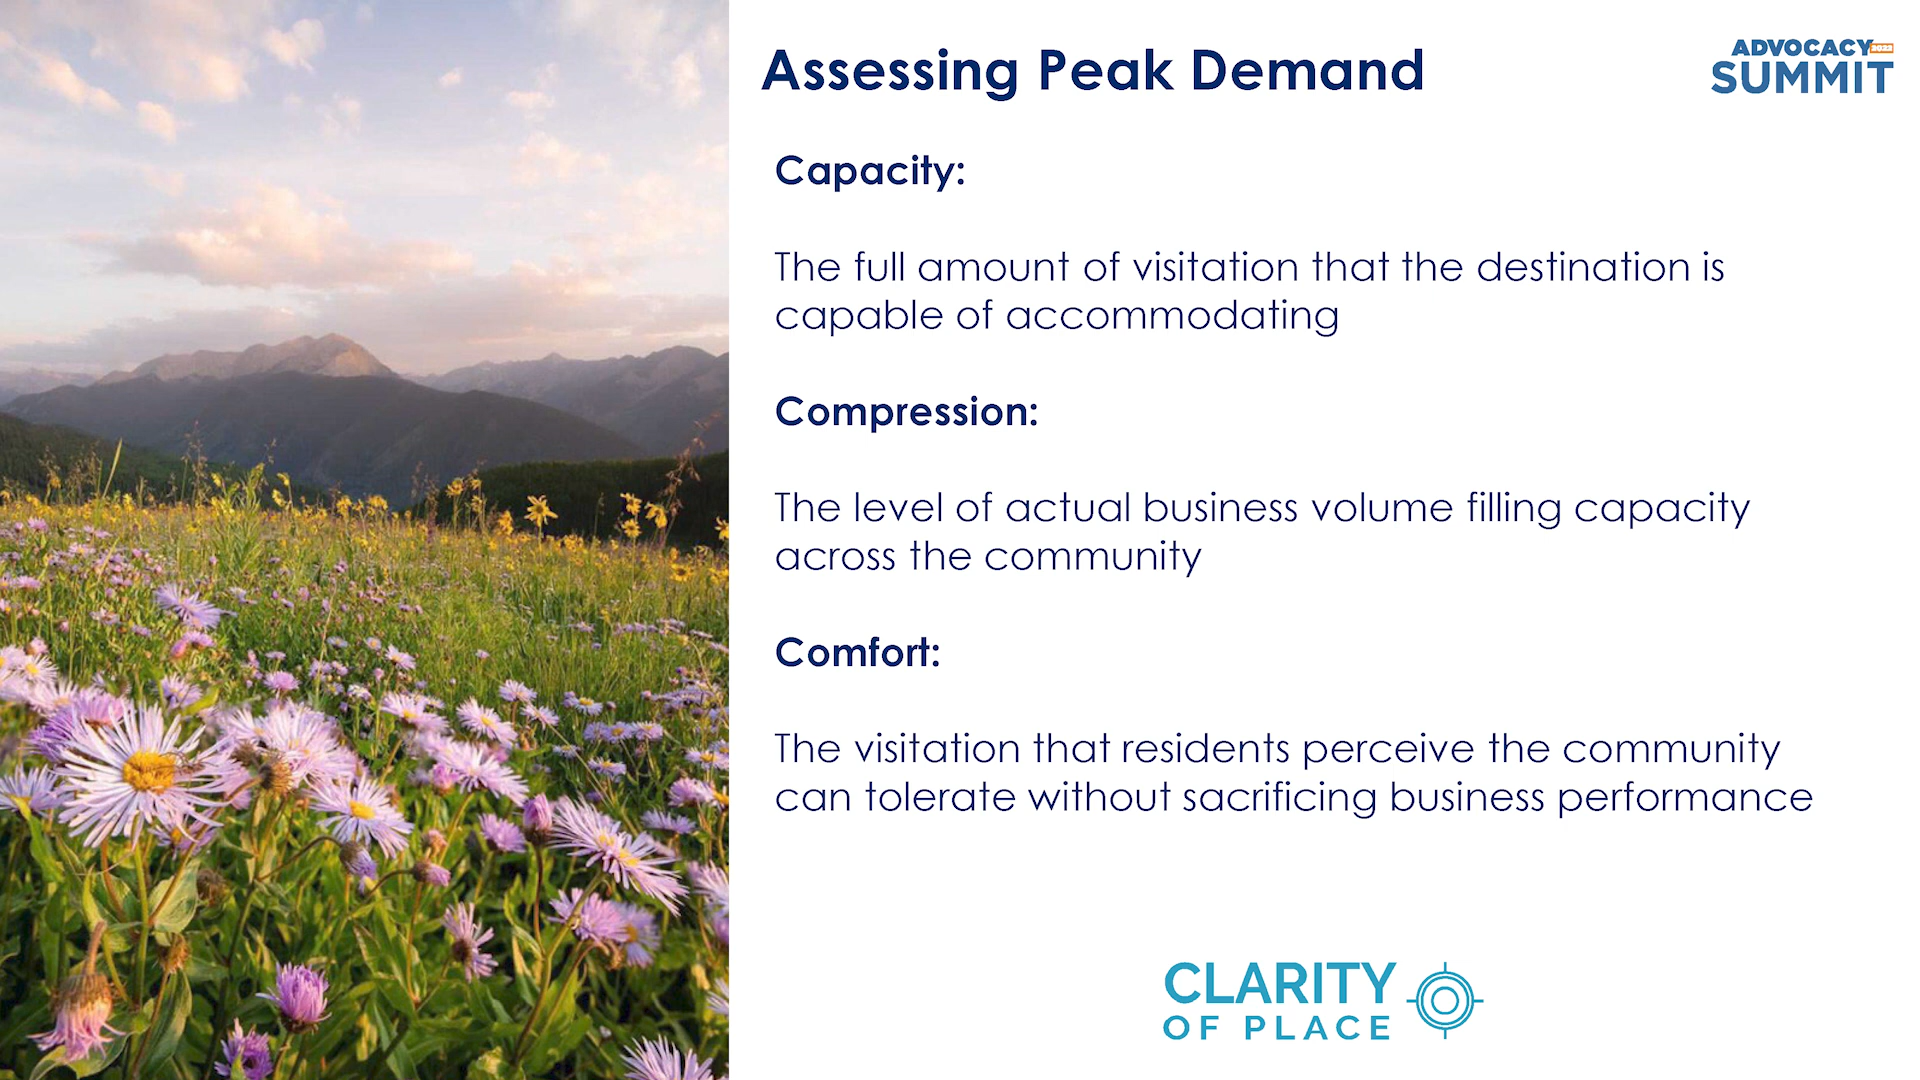 Assessing Peak Demand
ADVOCACY 2022
SUMMIT
Capacity:
The full amount of visitation that the destination is
capable of accommodating
Compression:
The level of actual business volume filling capacity
across the community
Comfort:
The visitation that residents perceive the community
can tolerate without sacrificing business performance
CLARITY
OF PLACE